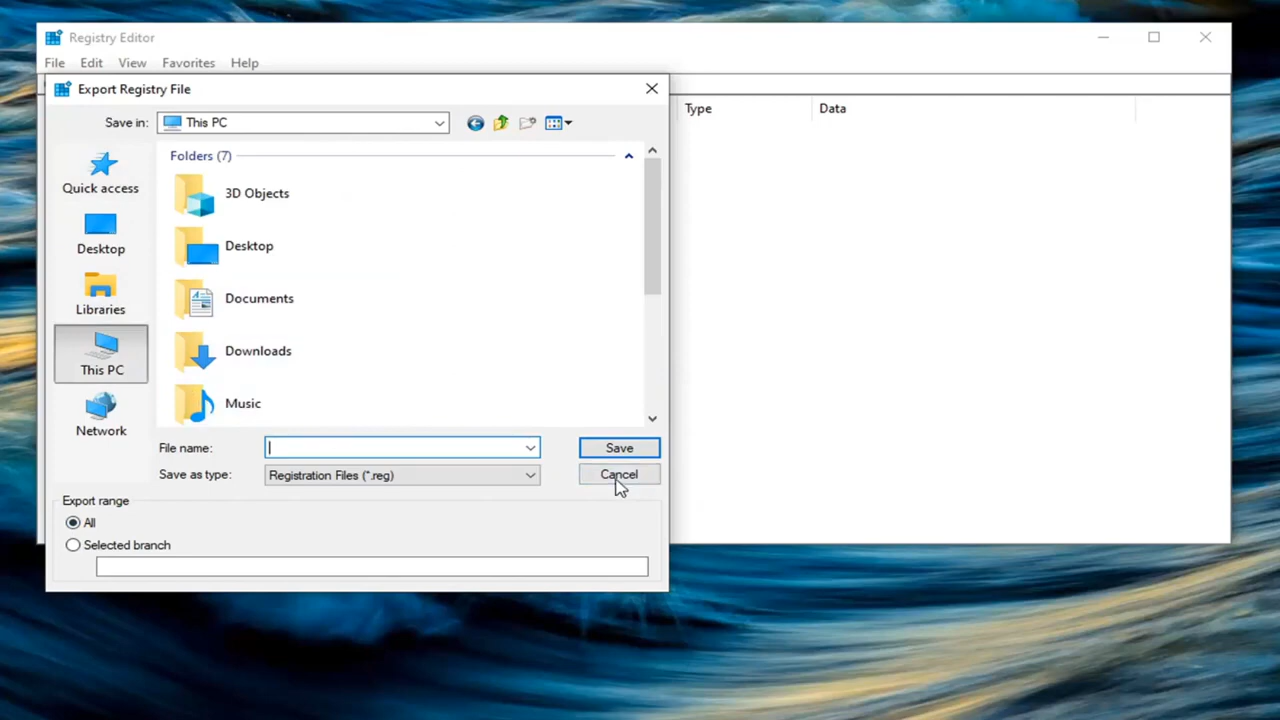 Registry Editor
File Edit View Favorites Help
Export Registry File
Type Data
Save in: This PC
Folders (7)
Quick access
3D Objects
Desktop
Desktop
Libraries
Documents
This PC
Downloads
Network
Music
File name:
Save
Save as type: Registration Files (*.reg)
Cancel
Export range
All
Selected branch